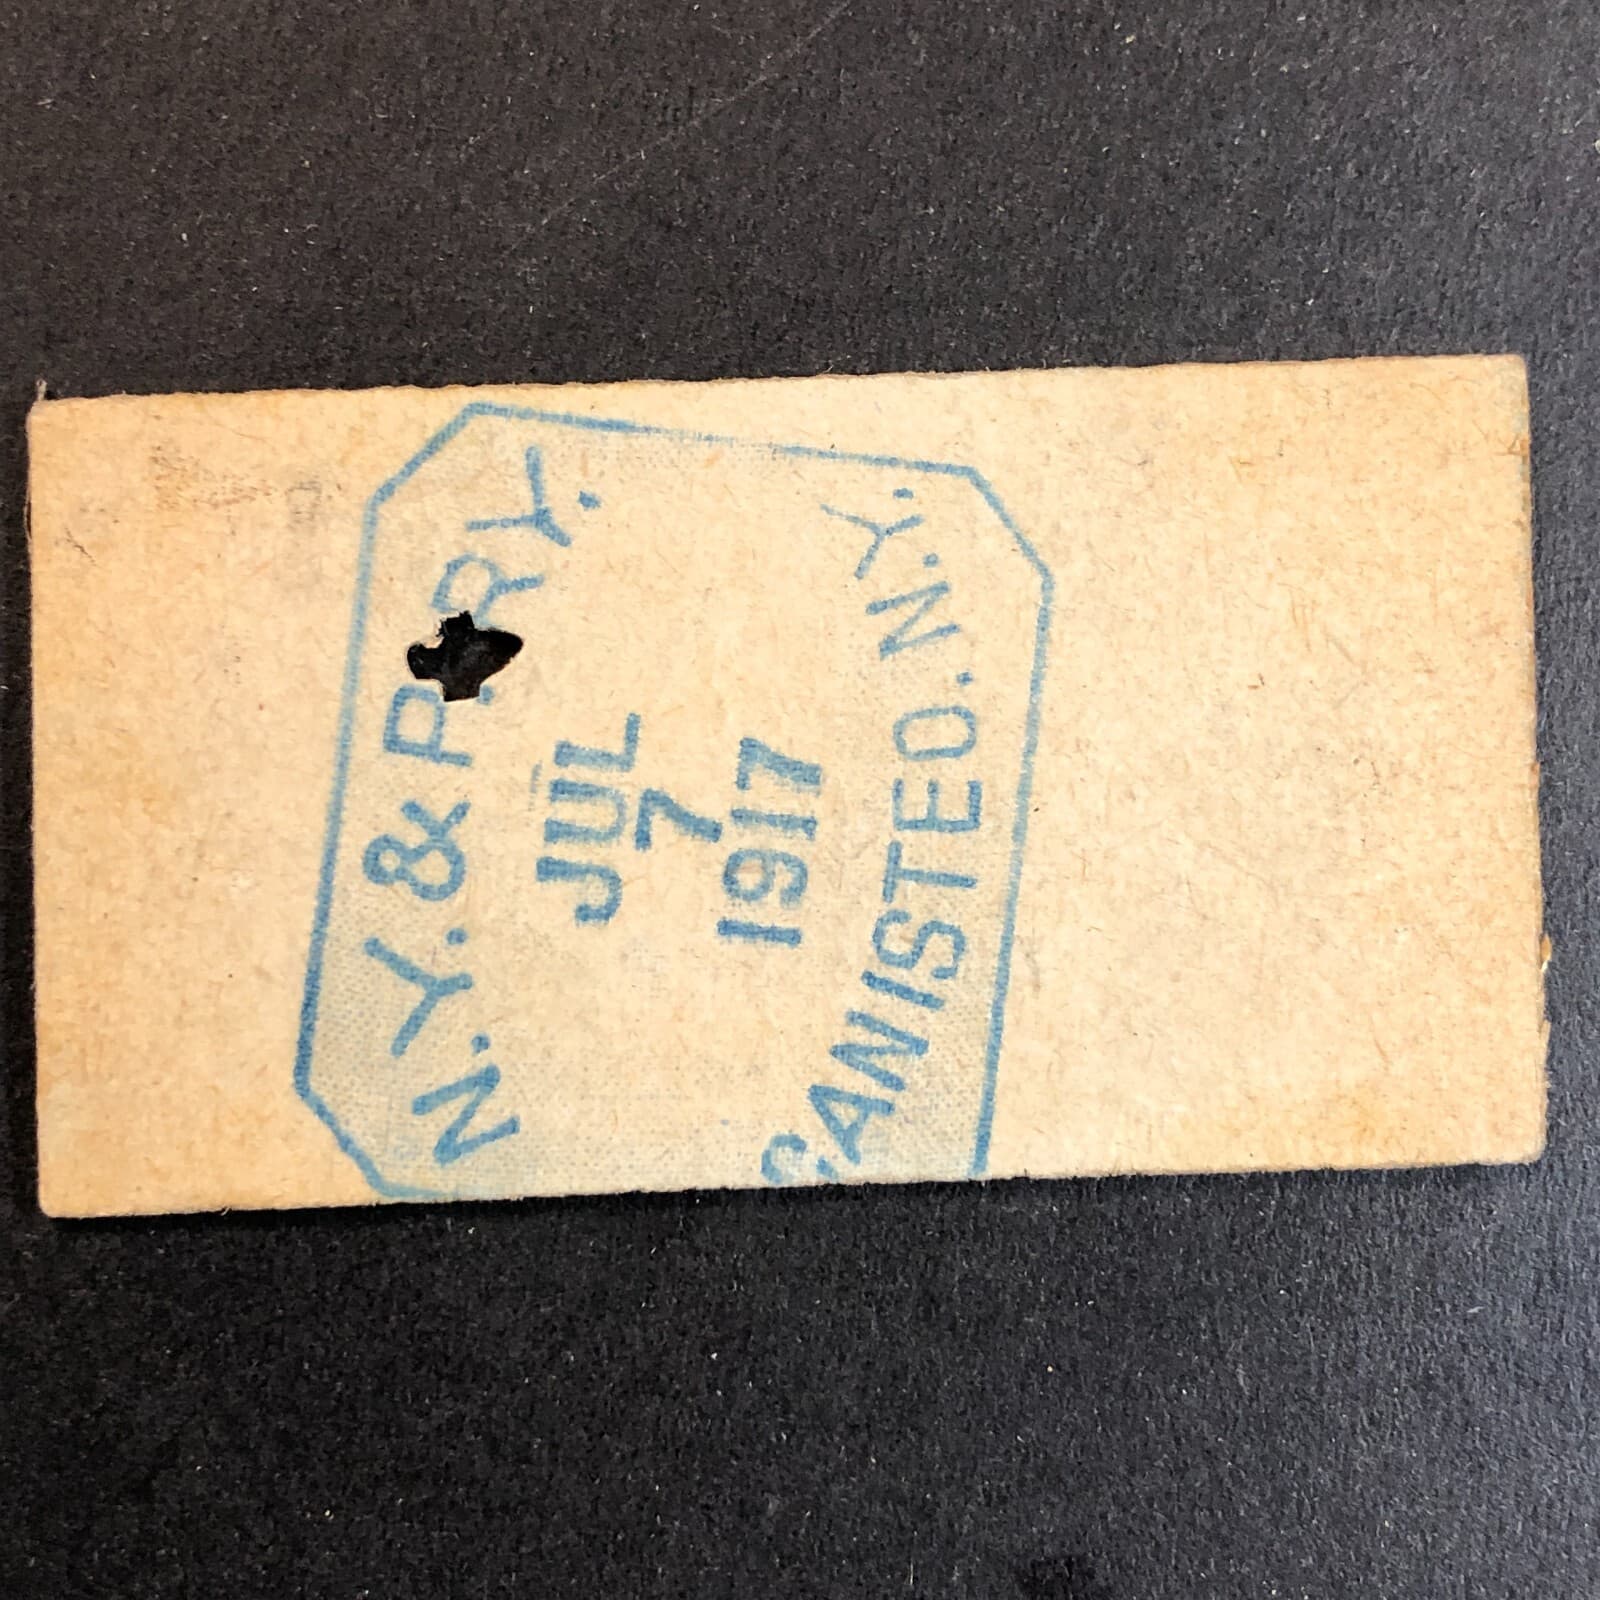 N.Y. & P. RY.
JUL
7
1917
CANISTEO. N.Y.